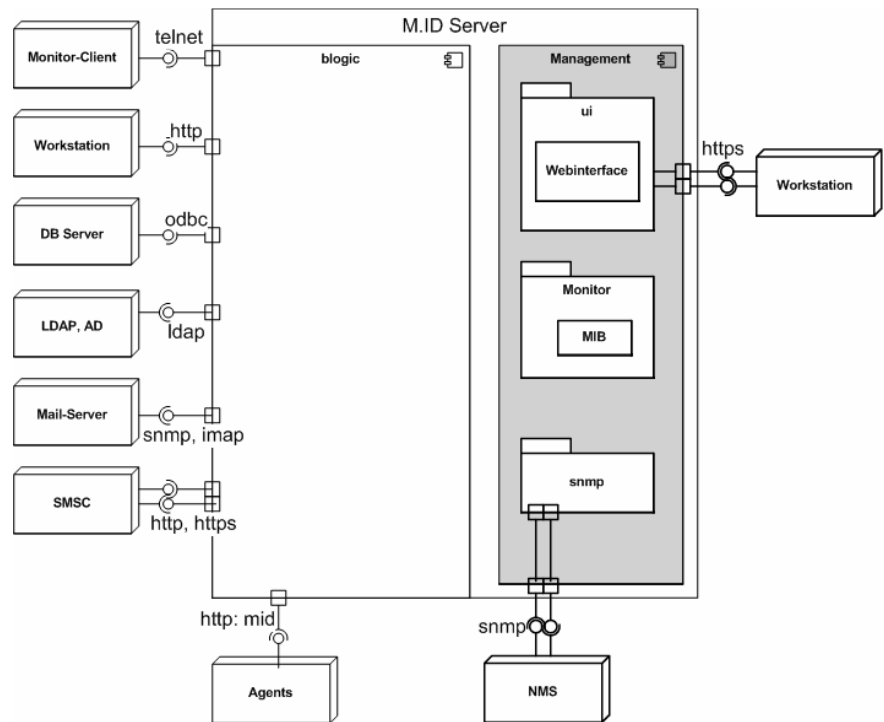 M.ID Server
telnet
Monitor-Client
blogic
Management
ui
http
Workstation
Webinterface
https
Workstation
odbc
DB Server
Monitor
LDAP, AD
ldap
MIB
Mail-Server
snmp, imap
snmp
SMSC
http, https
http: mid
snmp
Agents
NMS